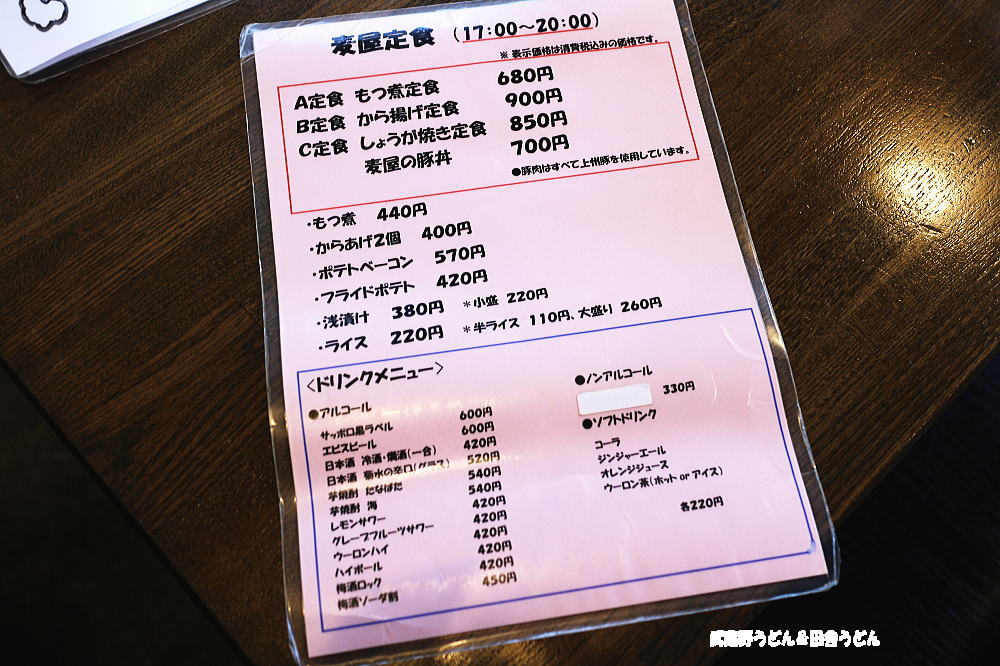 麦屋定食 (17:00～20:00)
※ 表示価格は消費税込みの価格です。
A定食 もつ煮定食 680円
B定食 から揚げ定食 900円
C定食 しょうが焼き定食 850円
麦屋の豚丼 700円
●豚肉はすべて上州豚を使用しています。
・もつ煮 440円
・からあげ2個 400円
・ポテトベーコン 570円
・フライドポテト 420円
・浅漬け 380円 *小盛 220円
・ライス 220円 *半ライス 110円、大盛り 260円
〈ドリンクメニュー〉
●アルコール
サッポロ黒ラベル 600円
エビスビール 600円
日本酒 冷酒・燗酒(一合) 420円
日本酒 菊水の辛口(グラス) 520円
芋焼酎 たなばた 540円
芋焼酎 海 540円
レモンサワー 420円
グレープフルーツサワー 420円
ウーロンハイ 420円
ハイボール 420円
梅酒ロック 420円
梅酒ソーダ割 450円
●ノンアルコール
330円
●ソフトドリンク
コーラ
ジンジャーエール
オレンジジュース
ウーロン茶(ホット or アイス)
各220円
武蔵野うどん&田舎うどん